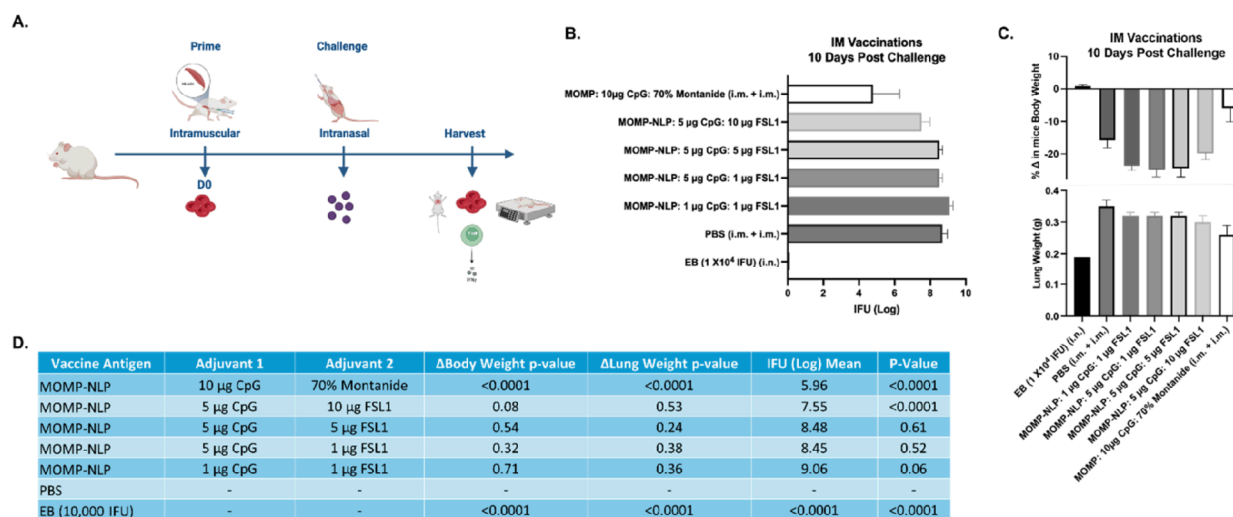 A.
Prime
Challenge
Intramuscular
Intranasal
Harvest
D0
IFNγ
B.
IM Vaccinations
10 Days Post Challenge
MOMP: 10µg CpG: 70% Montanide (i.m. + i.m.)
MOMP-NLP: 5 µg CpG: 10 µg FSL1
MOMP-NLP: 5 µg CpG: 5 µg FSL1
MOMP-NLP: 5 µg CpG: 1 µg FSL1
MOMP-NLP: 1 µg CpG: 1 µg FSL1
PBS (i.m. + i.m.)
EB (1 X10⁴ IFU) (i.n.)
0 2 4 6 8 10
IFU (Log)
C.
IM Vaccinations
10 Days Post Challenge
% Δ in mice Body Weight
0
-10
-20
Lung Weight (g)
0.4
0.3
0.2
0.1
0.0
EB (1 X10⁴ IFU) (i.n.)
PBS (i.m. + i.m.)
MOMP-NLP: 1 µg CpG: 1 µg FSL1
MOMP-NLP: 5 µg CpG: 1 µg FSL1
MOMP-NLP: 5 µg CpG: 5 µg FSL1
MOMP-NLP: 5 µg CpG: 10 µg FSL1
MOMP: 10µg CpG: 70% Montanide (i.m. + i.m.)
D.
Vaccine Antigen Adjuvant 1 Adjuvant 2 ΔBody Weight p-value ΔLung Weight p-value IFU (Log) Mean P-Value
MOMP-NLP 10 µg CpG 70% Montanide <0.0001 <0.0001 5.96 <0.0001
MOMP-NLP 5 µg CpG 10 µg FSL1 0.08 0.53 7.55 <0.0001
MOMP-NLP 5 µg CpG 5 µg FSL1 0.54 0.24 8.48 0.61
MOMP-NLP 5 µg CpG 1 µg FSL1 0.32 0.38 8.45 0.52
MOMP-NLP 1 µg CpG 1 µg FSL1 0.71 0.36 9.06 0.06
PBS - - - - - -
EB (10,000 IFU) - - <0.0001 <0.0001 <0.0001 <0.0001